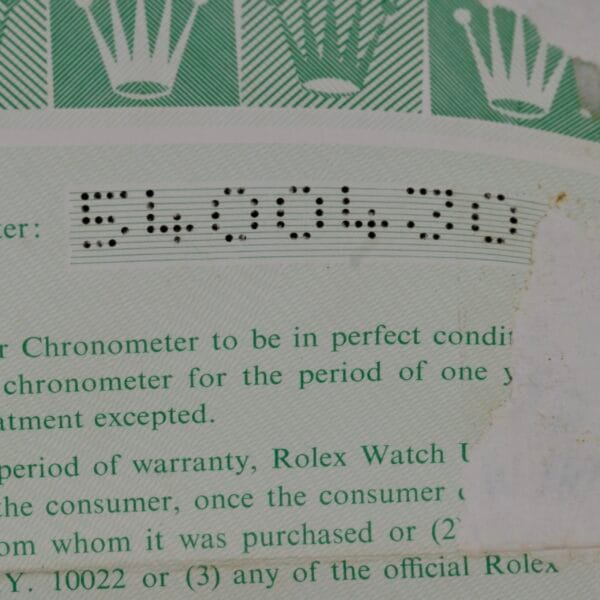 ter: 5400430
r Chronometer to be in perfect condit
chronometer for the period of one y
atment excepted.
period of warranty, Rolex Watch U
the consumer, once the consumer
om whom it was purchased or (2)
Y. 10022 or (3) any of the official Rolex